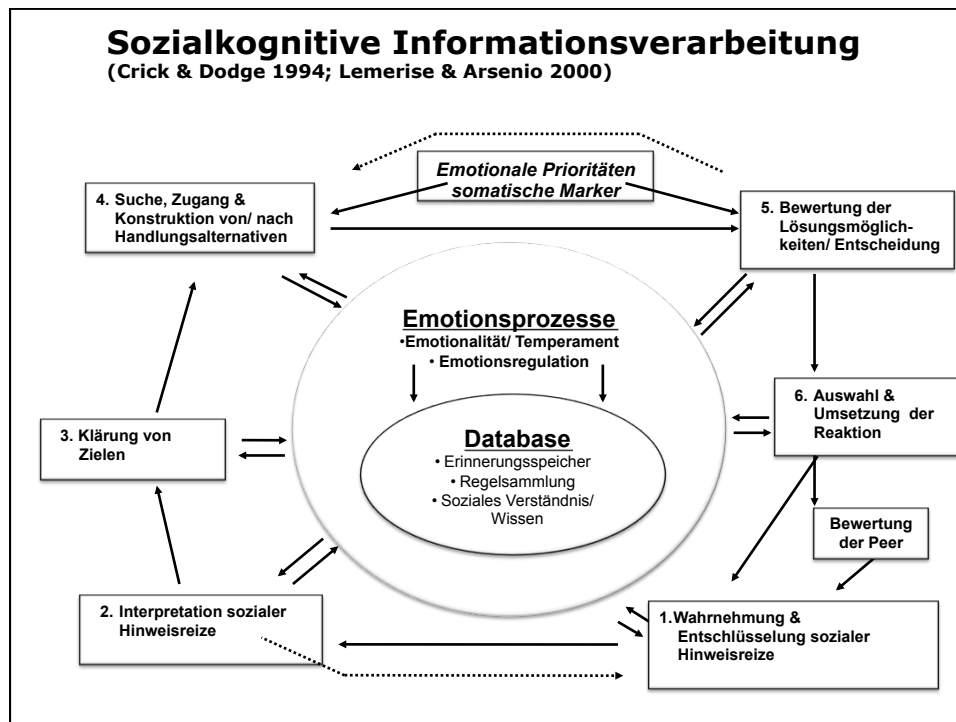 Sozialkognitive Informationsverarbeitung
(Crick & Dodge 1994; Lemerise & Arsenio 2000)
Emotionale Prioritäten
somatische Marker
4. Suche, Zugang &
Konstruktion von/ nach
Handlungsalternativen
5. Bewertung der
Lösungsmöglich-
keiten/ Entscheidung
Emotionsprozesse
•Emotionalität/ Temperament
• Emotionsregulation
6. Auswahl &
Umsetzung der
Reaktion
3. Klärung von
Zielen
Database
• Erinnerungsspeicher
• Regelsammlung
• Soziales Verständnis/
Wissen
Bewertung
der Peer
2. Interpretation sozialer
Hinweisreize
1.Wahrnehmung &
Entschlüsselung sozialer
Hinweisreize